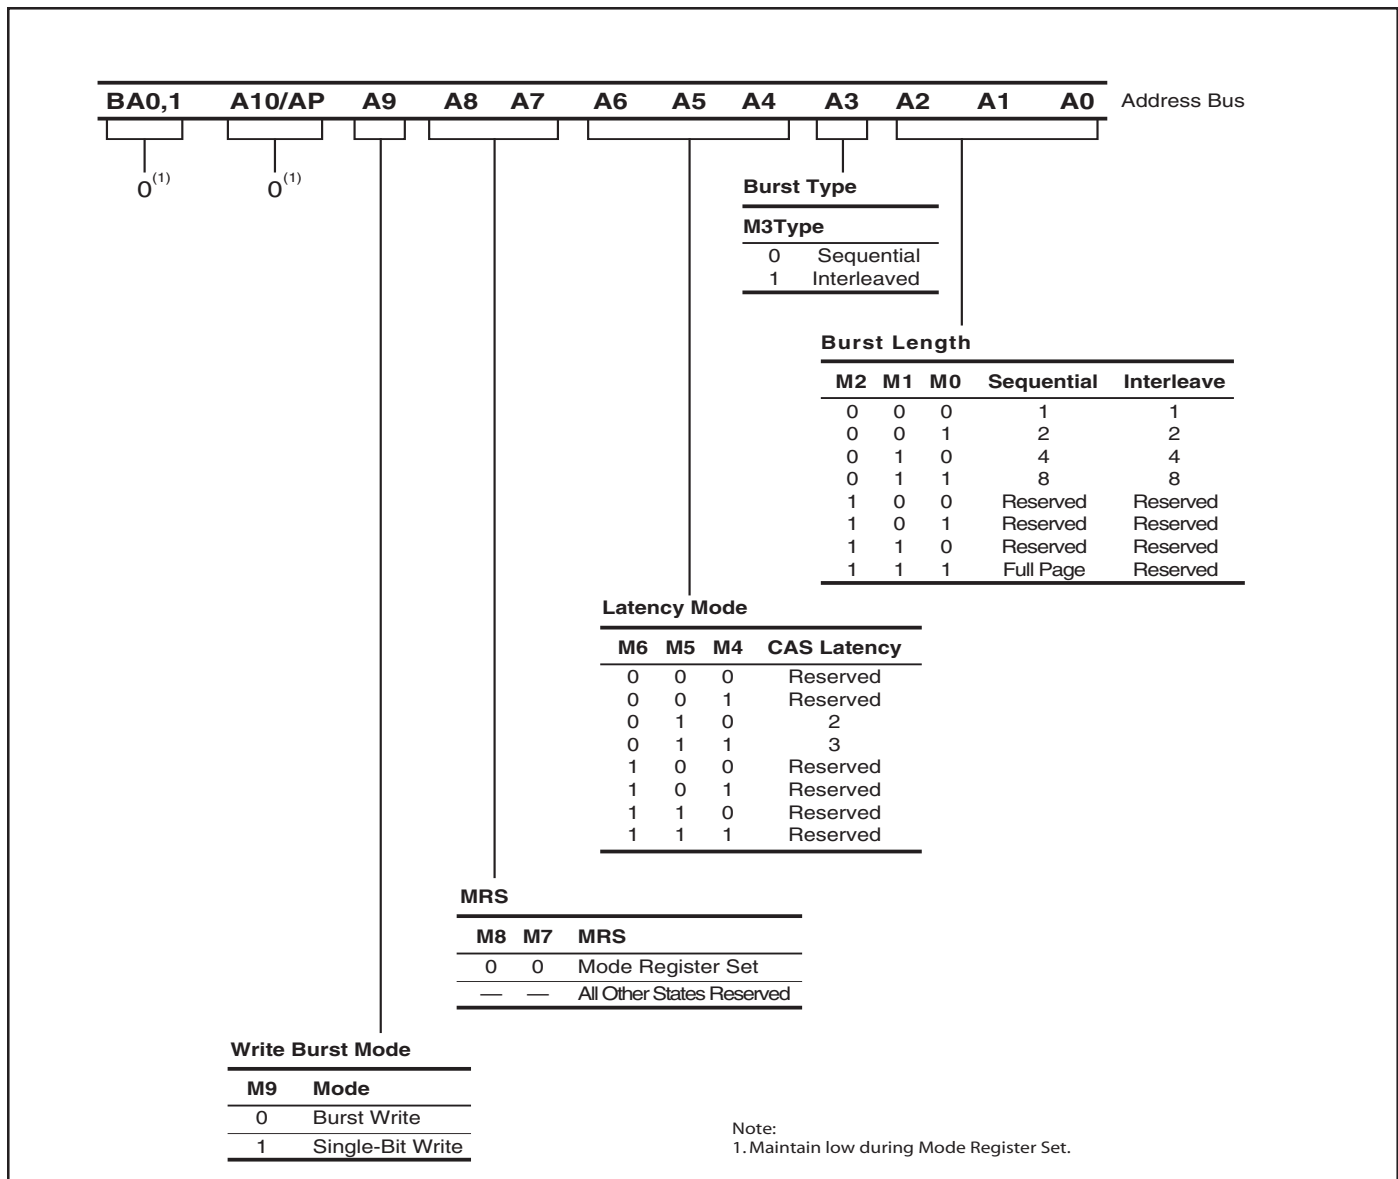 BA0,1 A10/AP A9 A8 A7 A6 A5 A4 A3 A2 A1 A0 Address Bus
0(1) 0(1)
Burst Type
M3Type
0 Sequential
1 Interleaved
Burst Length
M2 M1 M0 Sequential Interleave
0 0 0 1 1
0 0 1 2 2
0 1 0 4 4
0 1 1 8 8
1 0 0 Reserved Reserved
1 0 1 Reserved Reserved
1 1 0 Reserved Reserved
1 1 1 Full Page Reserved
Latency Mode
M6 M5 M4 CAS Latency
0 0 0 Reserved
0 0 1 Reserved
0 1 0 2
0 1 1 3
1 0 0 Reserved
1 0 1 Reserved
1 1 0 Reserved
1 1 1 Reserved
MRS
M8 M7 MRS
0 0 Mode Register Set
— — All Other States Reserved
Write Burst Mode
M9 Mode
0 Burst Write
1 Single-Bit Write
Note:
1. Maintain low during Mode Register Set.